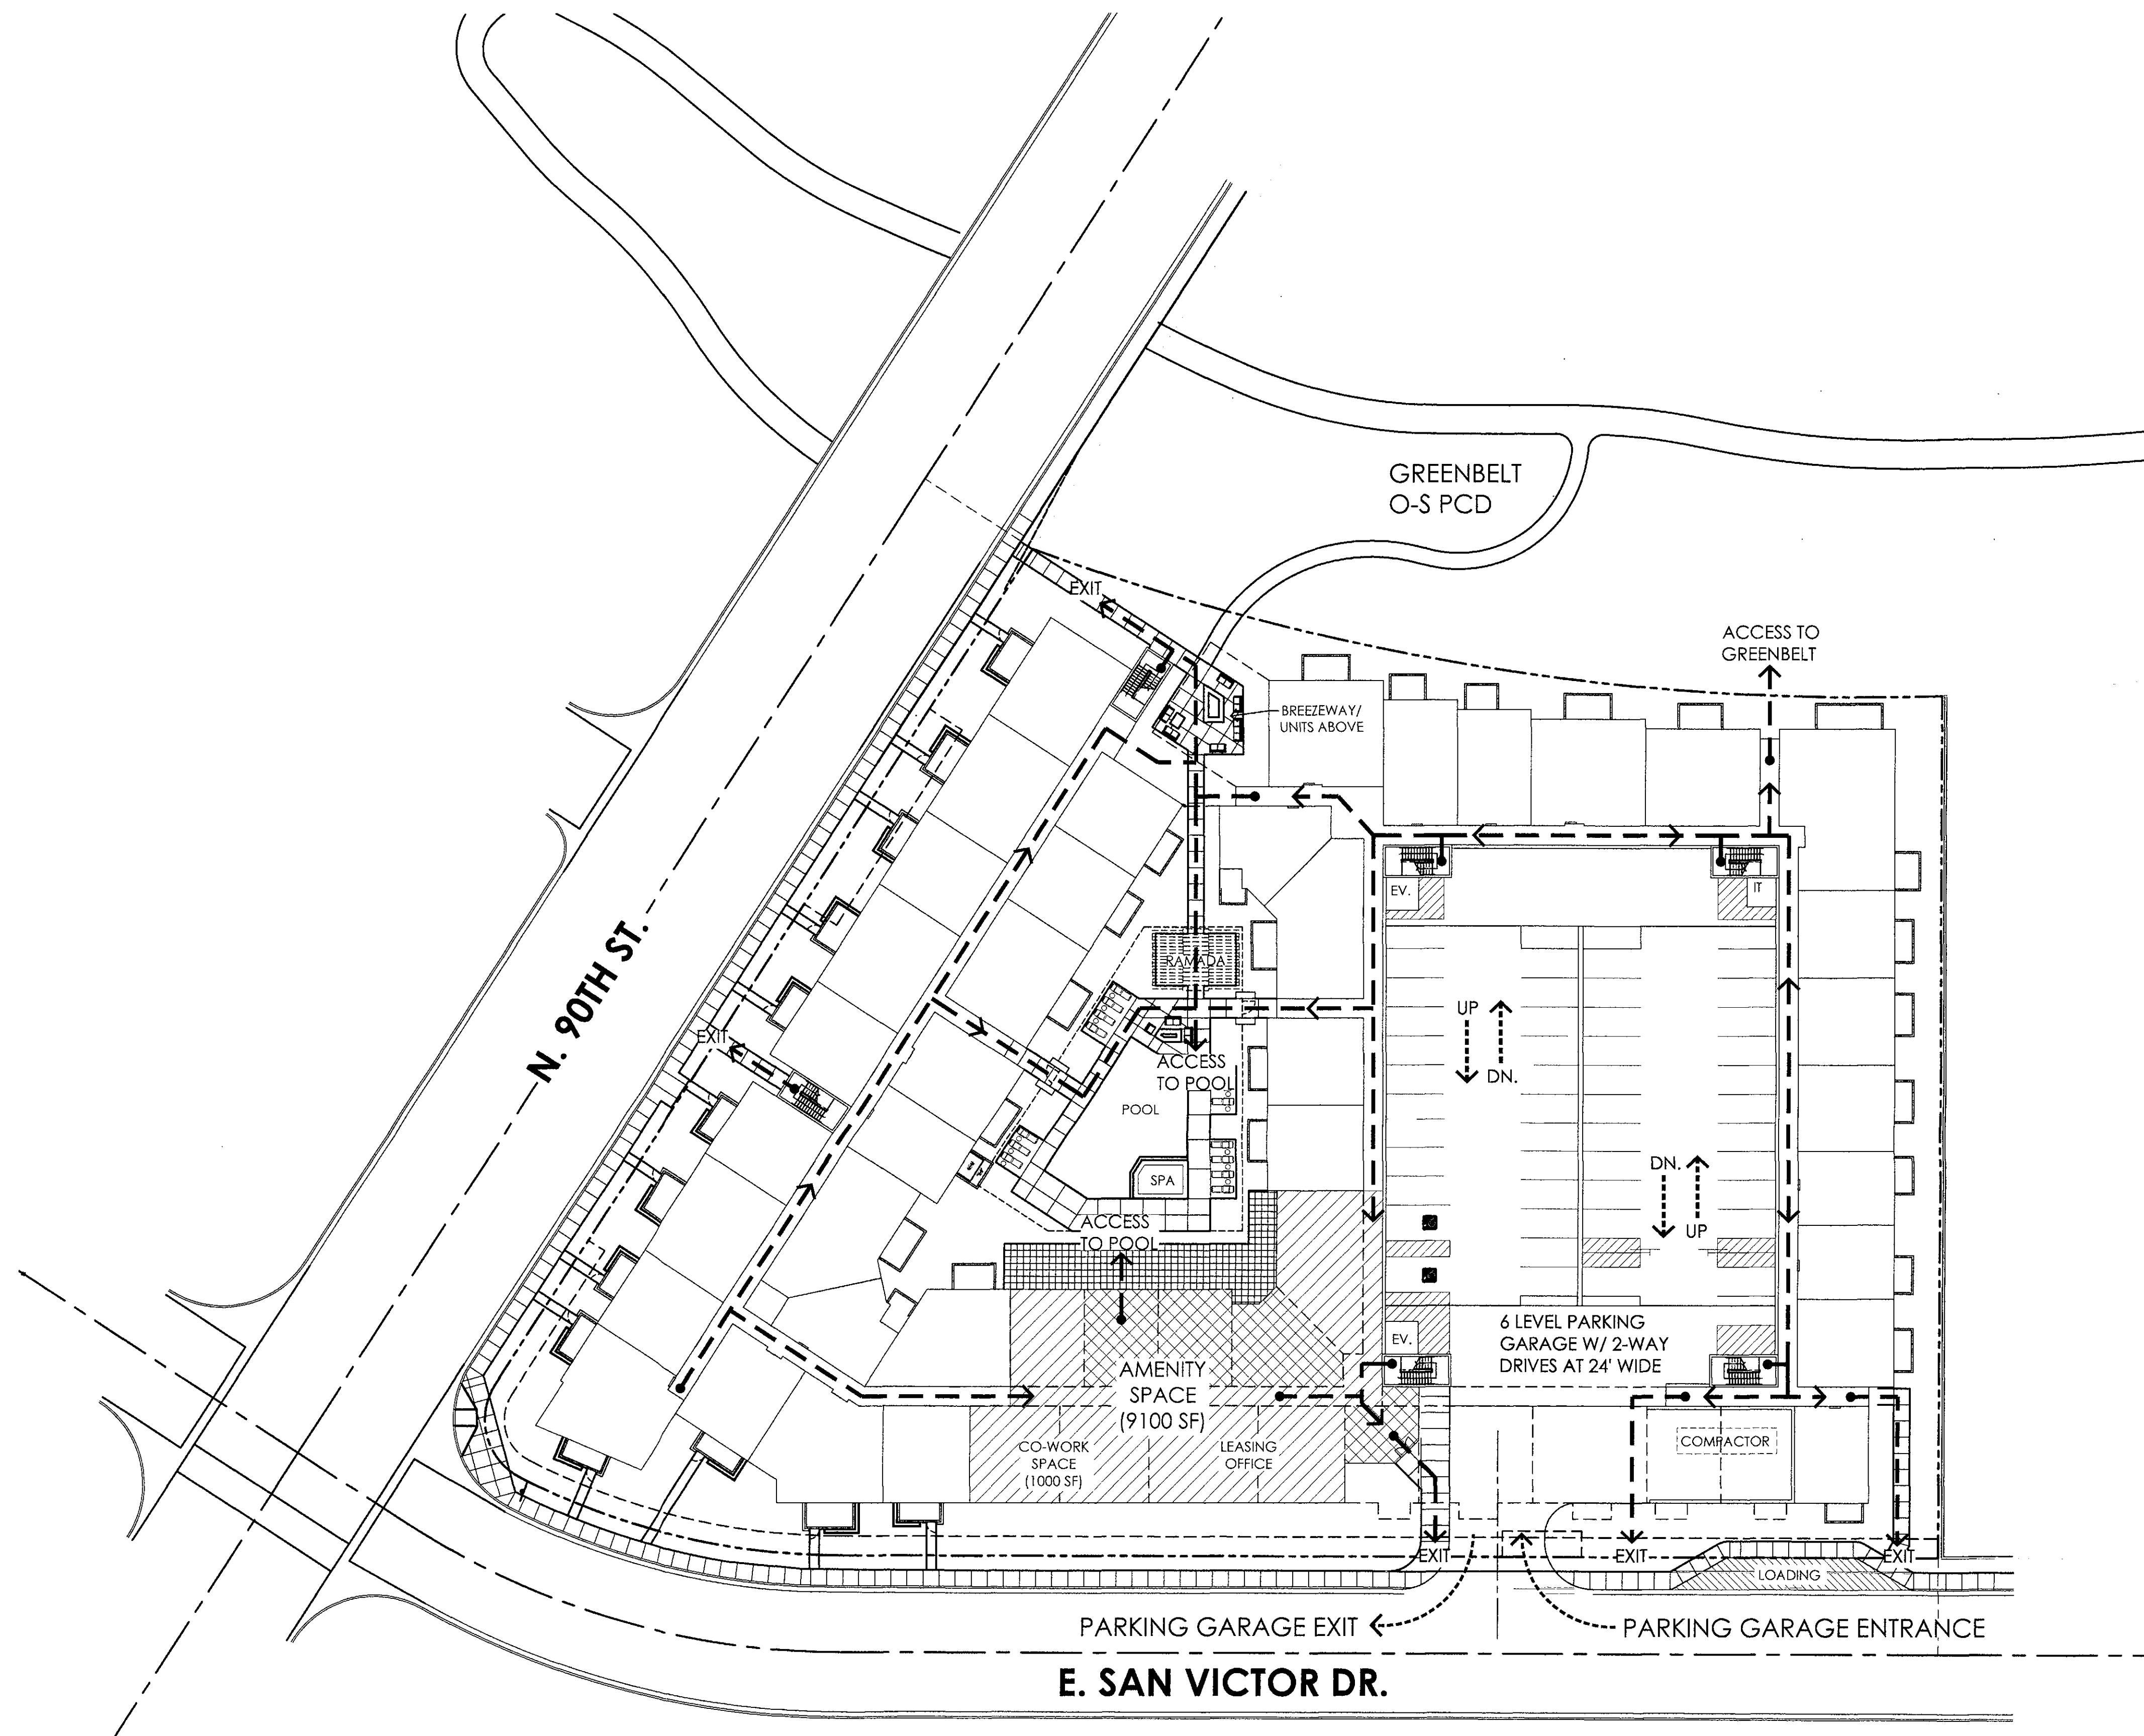 GREENBELT
O-S PCD
EXIT
ACCESS TO
GREENBELT
BREEZEWAY/
UNITS ABOVE
EV.
IT
N. 90TH ST.
RAMADA
UP
DN.
EXIT
ACCESS
TO POOL
POOL
SPA
DN.
UP
ACCESS
TO POOL
6 LEVEL PARKING
GARAGE W/ 2-WAY
DRIVES AT 24' WIDE
EV.
AMENITY
SPACE
(9100 SF)
CO-WORK
SPACE
(1000 SF)
LEASING
OFFICE
COMPACTOR
EXIT
EXIT
EXIT
LOADING
PARKING GARAGE EXIT
PARKING GARAGE ENTRANCE
E. SAN VICTOR DR.